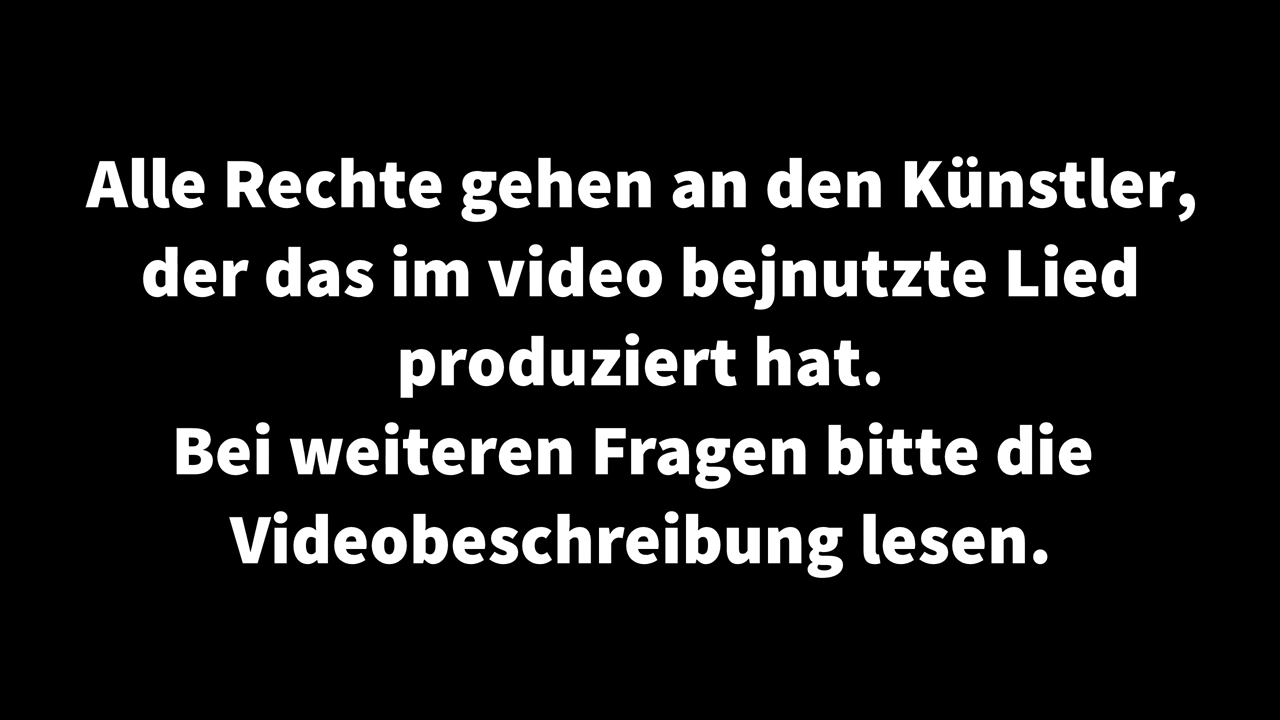 Alle Rechte gehen an den Künstler,
der das im video bejnutzte Lied
produziert hat.
Bei weiteren Fragen bitte die
Videobeschreibung lesen.